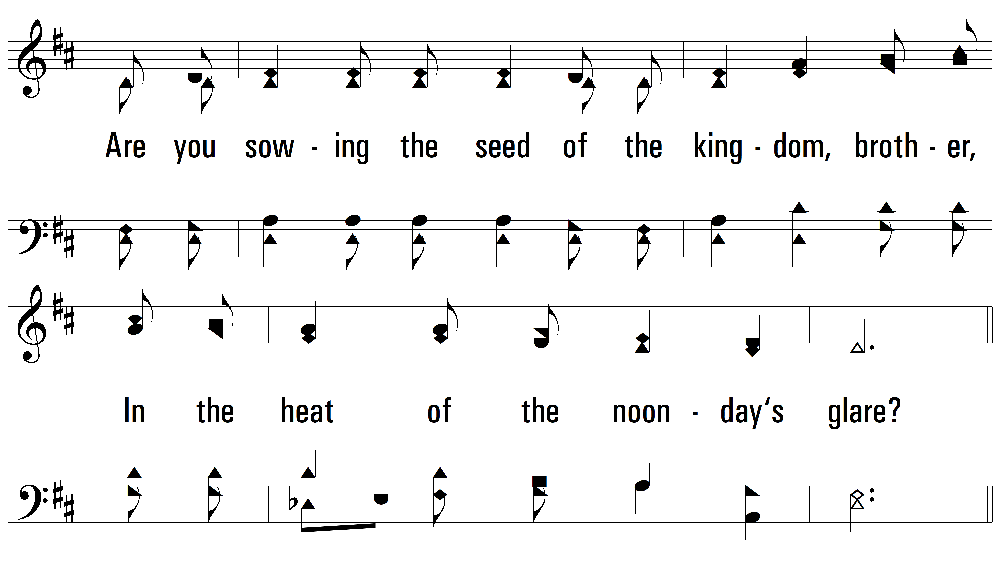 Are you sow - ing the seed of the king - dom, broth - er,
In the heat of the noon - day‘s glare?